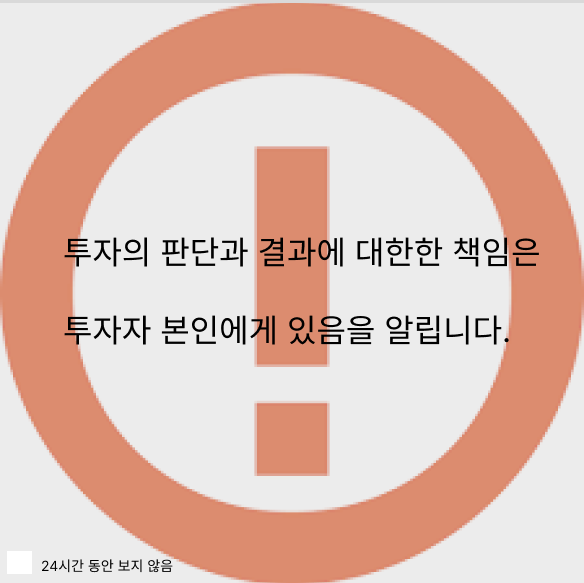 투자의 판단과 결과에 대한한 책임은
투자자 본인에게 있음을 알립니다.
24시간 동안 보지 않음